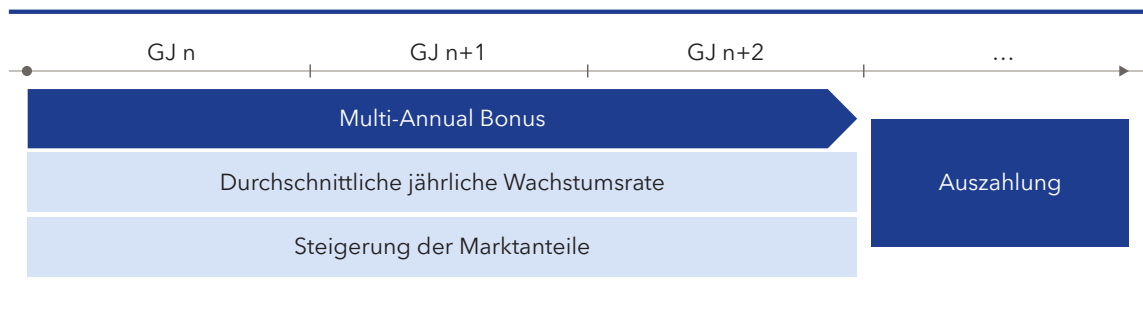 GJ n GJ n+1 GJ n+2 …
Multi-Annual Bonus
Durchschnittliche jährliche Wachstumsrate
Auszahlung
Steigerung der Marktanteile